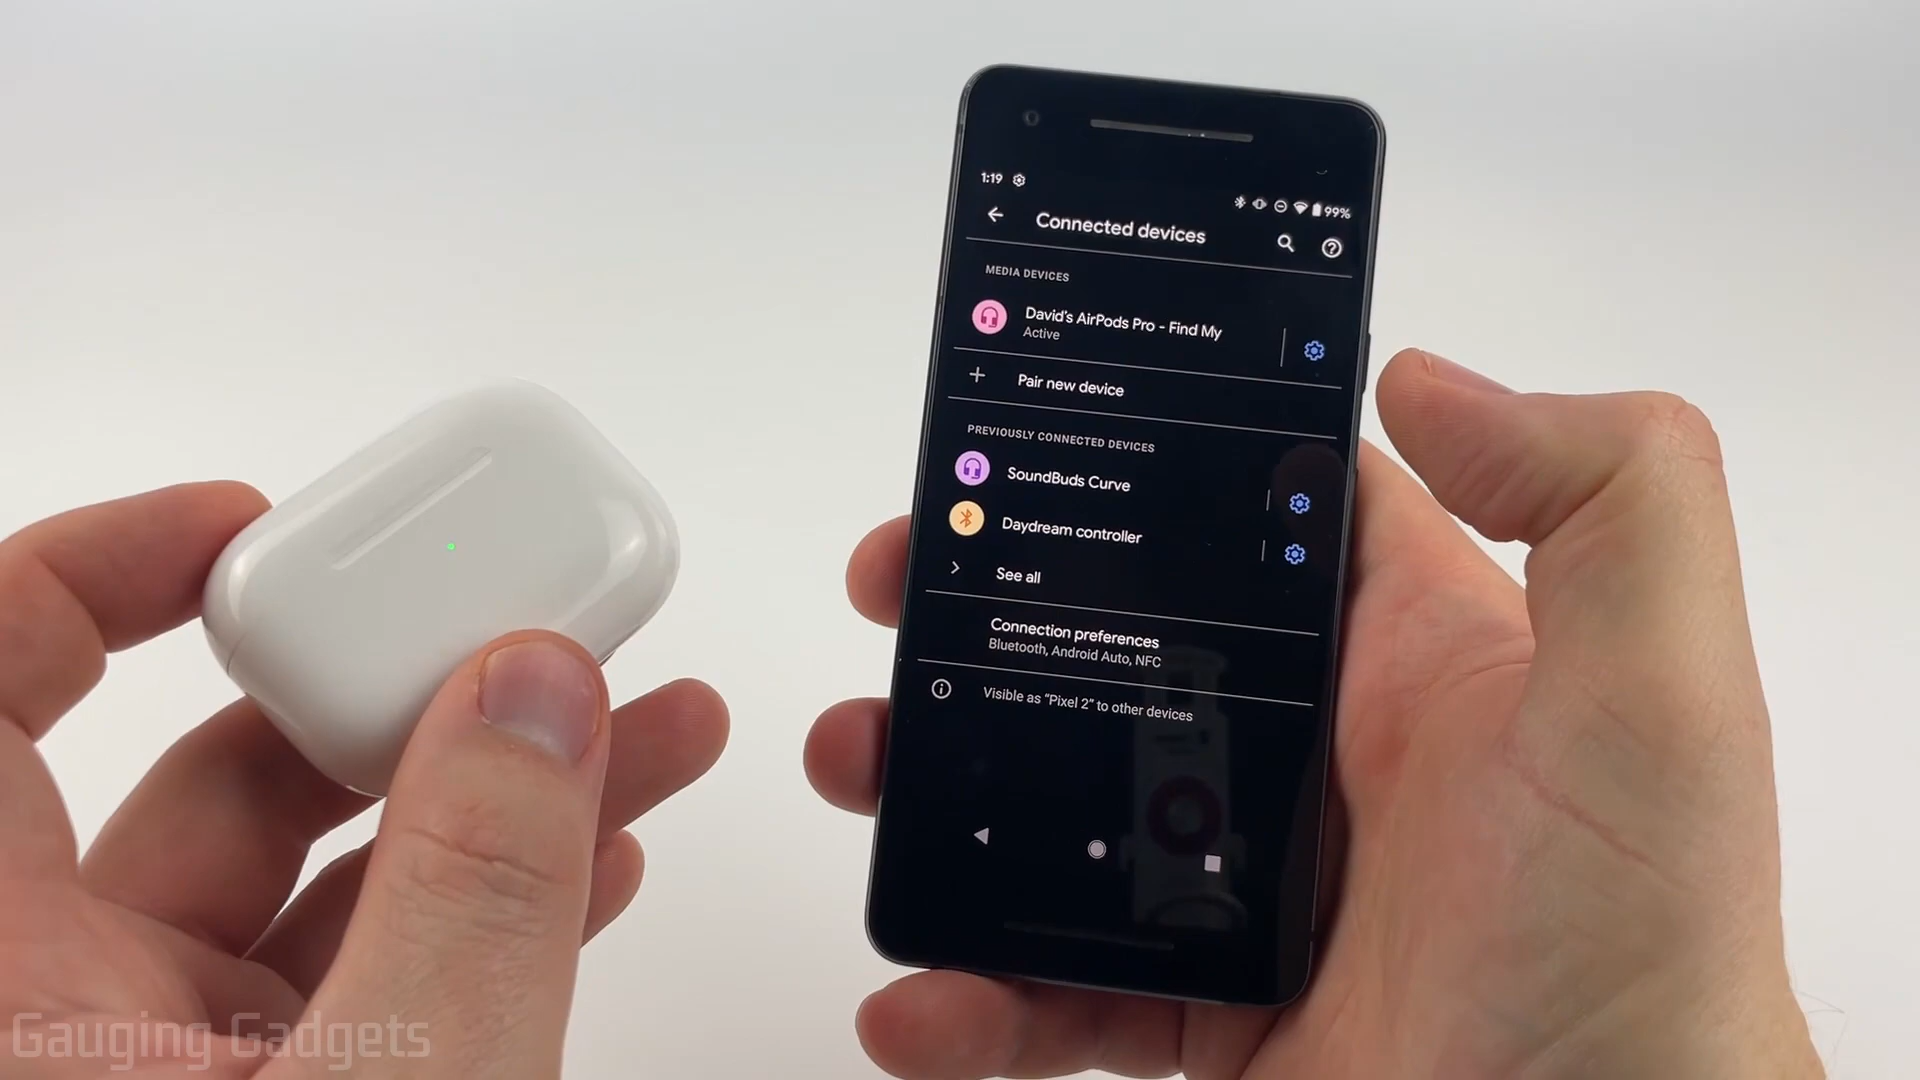 1:19
99%
Connected devices
MEDIA DEVICES
David's AirPods Pro - Find My
Active
Pair new device
PREVIOUSLY CONNECTED DEVICES
SoundBuds Curve
Daydream controller
See all
Connection preferences
Bluetooth, Android Auto, NFC
Visible as “Pixel 2” to other devices
Gauging Gadgets